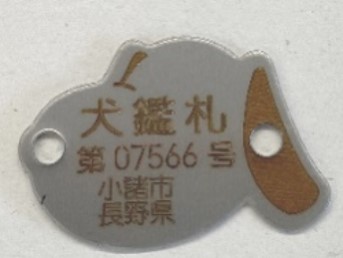 犬鑑札
第 07566 号
小諸市
長野県